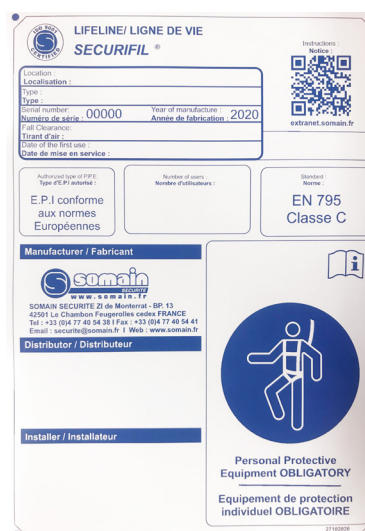 ISO 9001
CERTIFIED
LIFELINE/ LIGNE DE VIE
SECURIFIL ®
Instructions :
Notice :
extranet.somain.fr
Location :
Localisation :
Type :
Type :
Serial number:
Numéro de série : 00000
Year of manufacture :
Année de fabrication : 2020
Fall Clearance:
Tirant d'air :
Date of the first use :
Date de mise en service :
Authorized type of P.P.E.
Type d'E.P.I autorisé :
E.P.I conforme
aux normes
Européennes
Number of users :
Nombre d'utilisateurs :
Standard :
Norme :
EN 795
Classe C
Manufacturer / Fabricant
somain
SECURITE
www.somain.fr
SOMAIN SECURITE ZI de Monterrat - BP. 13
42501 Le Chambon Feugerolles cedex FRANCE
Tel : +33 (0)4 77 40 54 38 I Fax : +33 (0)4 77 40 54 41
Email : securite@somain.fr I Web : www.somain.fr
Distributor / Distributeur
Installer / Installateur
i
Personal Protective
Equipment OBLIGATORY
Equipement de protection
individuel OBLIGATOIRE
27102020